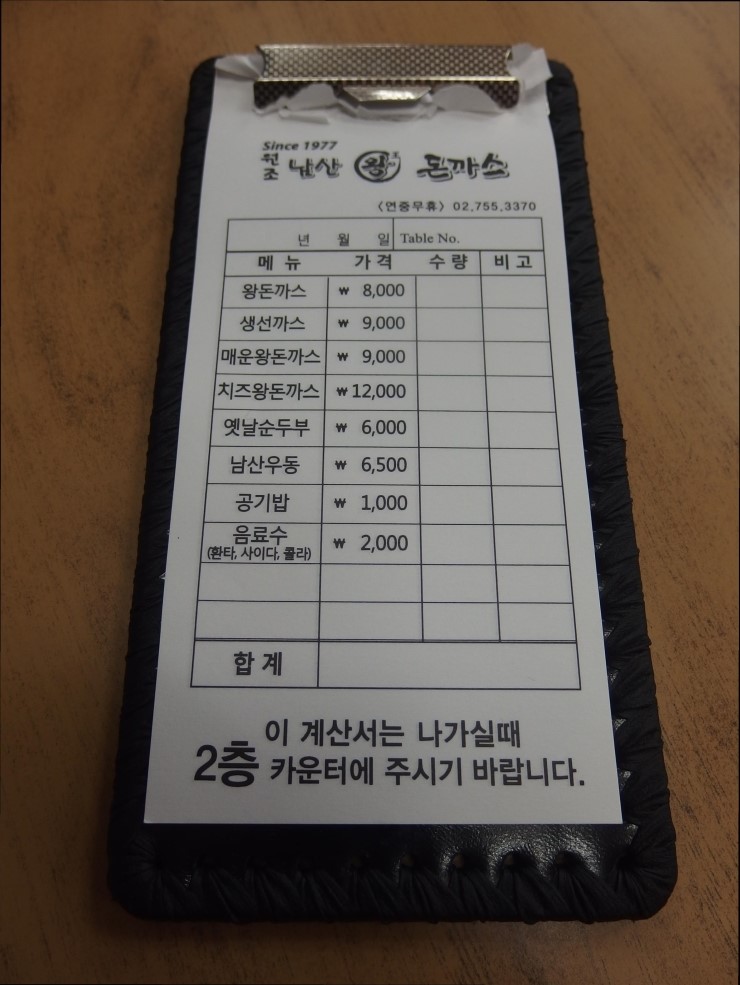 Since 1977
원조 남산 왕 돈까스
<연중무휴> 02.755.3370
년 월 일 Table No.
메 뉴 가 격 수 량 비 고
왕돈까스 ₩ 8,000
생선까스 ₩ 9,000
매운왕돈까스 ₩ 9,000
치즈왕돈까스 ₩ 12,000
옛날순두부 ₩ 6,000
남산우동 ₩ 6,500
공기밥 ₩ 1,000
음료수 ₩ 2,000
(환타, 사이다, 콜라)
합 계
이 계산서는 나가실때
2층 카운터에 주시기 바랍니다.